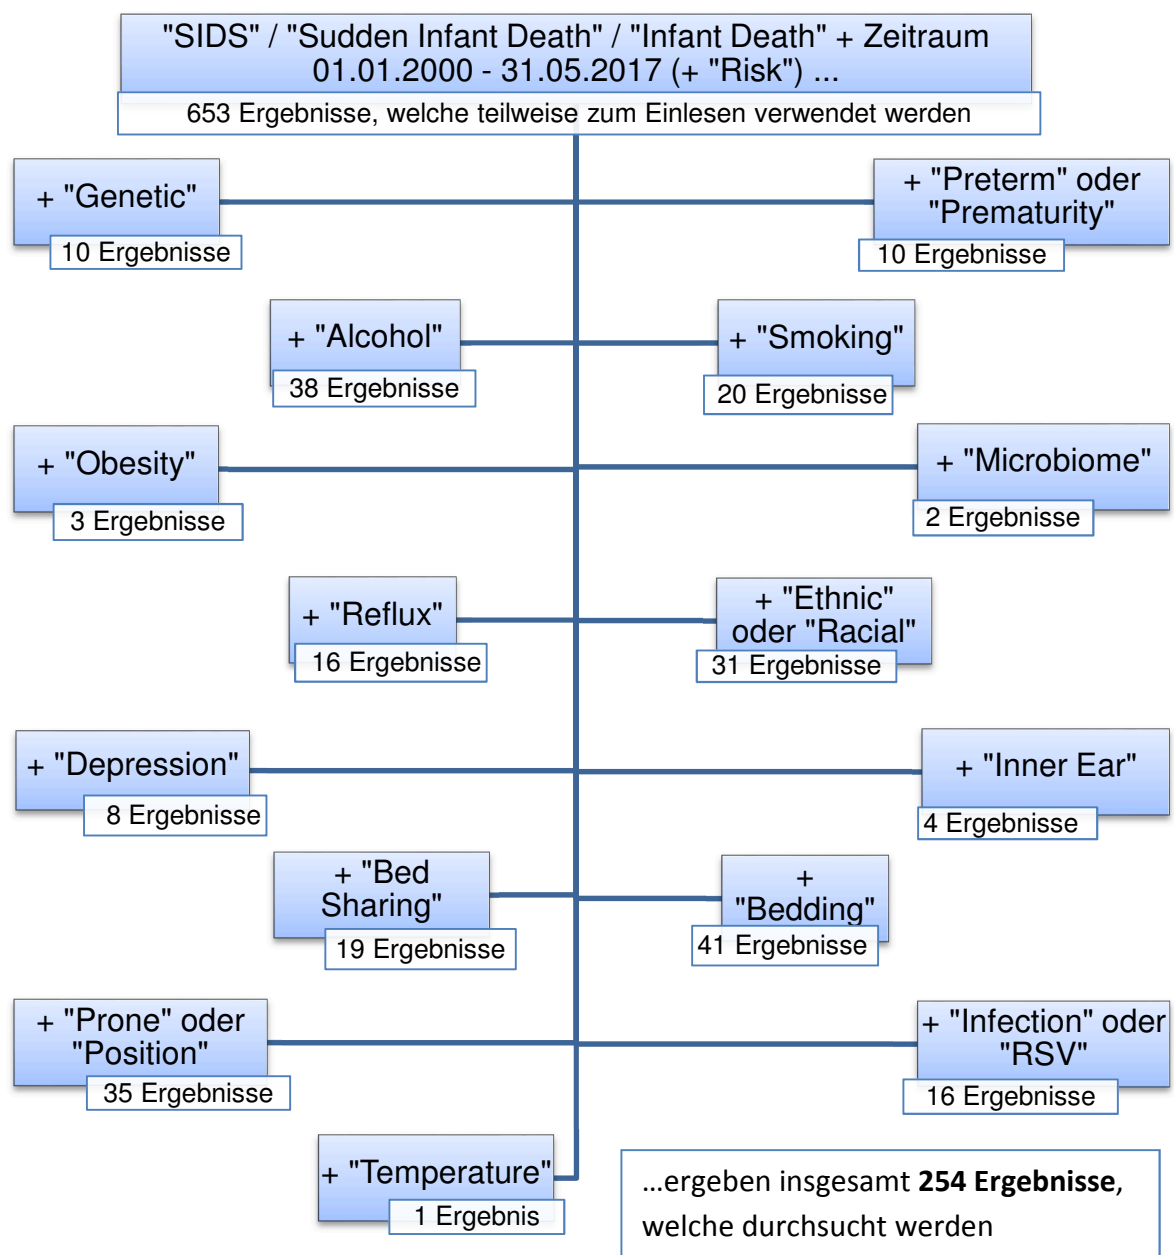 "SIDS" / "Sudden Infant Death" / "Infant Death" + Zeitraum
01.01.2000 - 31.05.2017 (+ "Risk") ...
653 Ergebnisse, welche teilweise zum Einlesen verwendet werden
+ "Genetic"
10 Ergebnisse
+ "Preterm" oder
"Prematurity"
10 Ergebnisse
+ "Alcohol"
38 Ergebnisse
+ "Smoking"
20 Ergebnisse
+ "Obesity"
3 Ergebnisse
+ "Microbiome"
2 Ergebnisse
+ "Reflux"
16 Ergebnisse
+ "Ethnic"
oder "Racial"
31 Ergebnisse
+ "Depression"
8 Ergebnisse
+ "Inner Ear"
4 Ergebnisse
+ "Bed
Sharing"
19 Ergebnisse
+
"Bedding"
41 Ergebnisse
+ "Prone" oder
"Position"
35 Ergebnisse
+ "Infection" oder
"RSV"
16 Ergebnisse
+ "Temperature"
1 Ergebnis
...ergeben insgesamt 254 Ergebnisse,
welche durchsucht werden